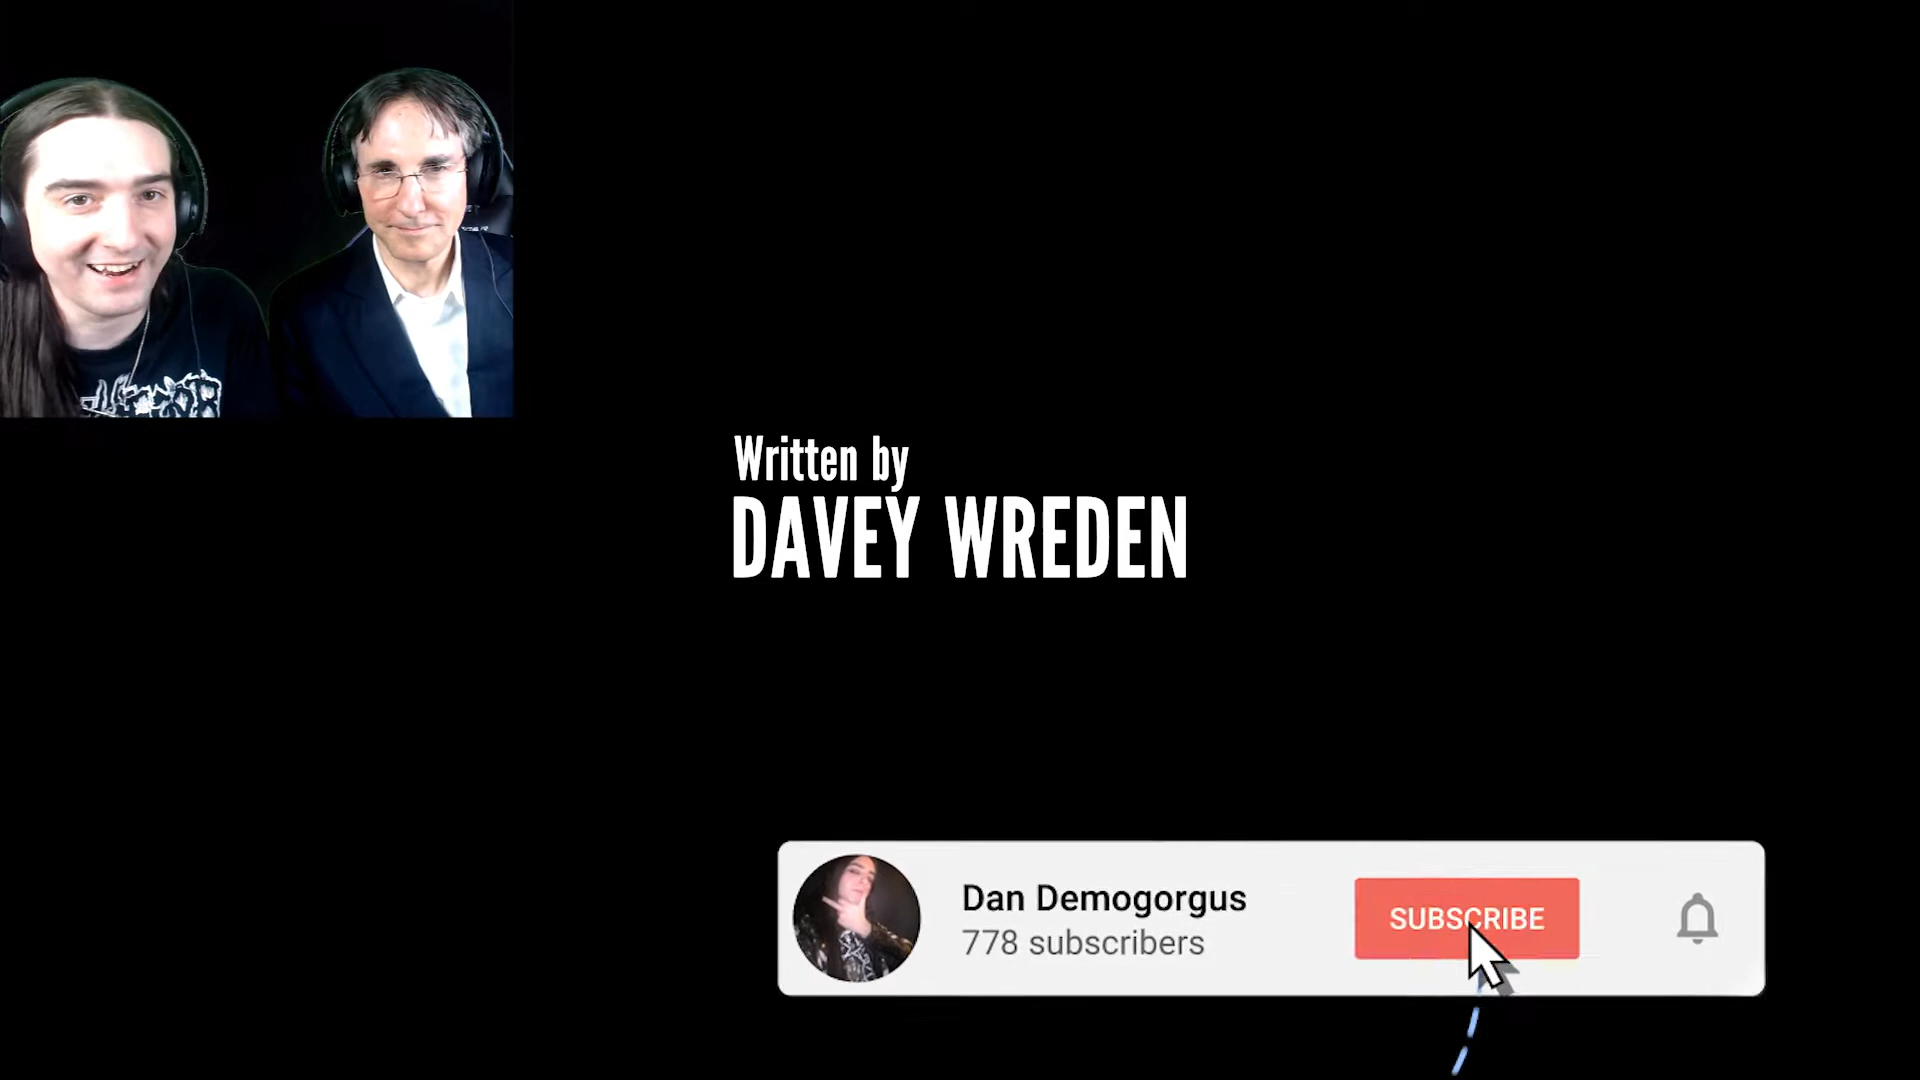 Written by
DAVEY WREDEN
Dan Demogorgus
778 subscribers
SUBSCRIBE